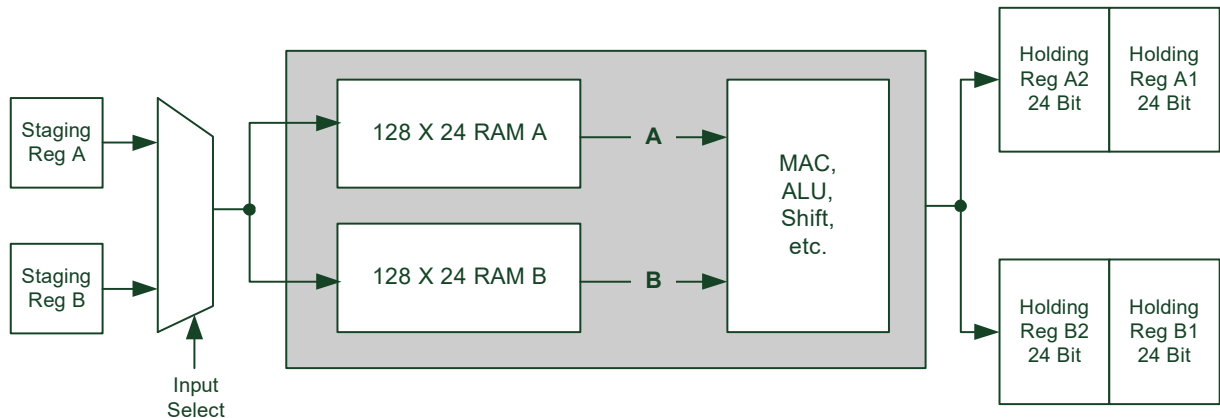 Staging
Reg A
Staging
Reg B
Input
Select
128 X 24 RAM A
128 X 24 RAM B
A
B
MAC,
ALU,
Shift,
etc.
Holding
Reg A2
24 Bit
Holding
Reg A1
24 Bit
Holding
Reg B2
24 Bit
Holding
Reg B1
24 Bit